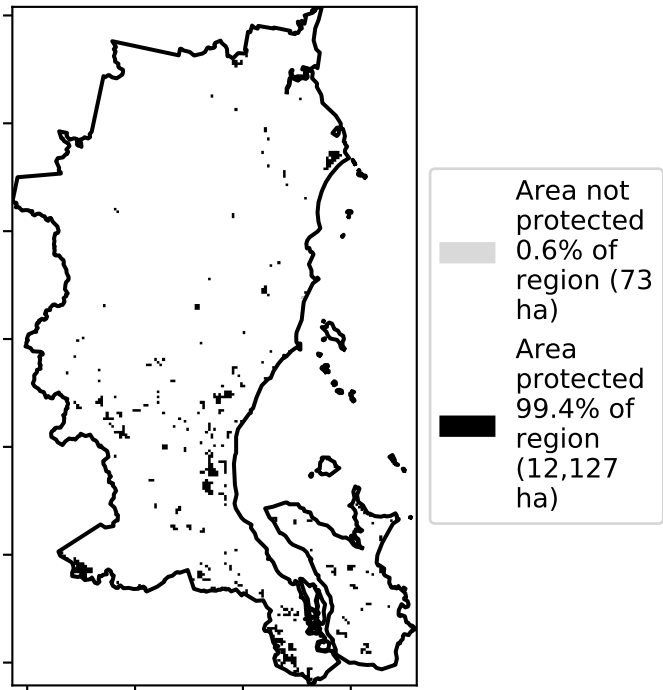 Area not
protected
0.6% of
region (73
ha)
Area
protected
99.4% of
region
(12,127
ha)